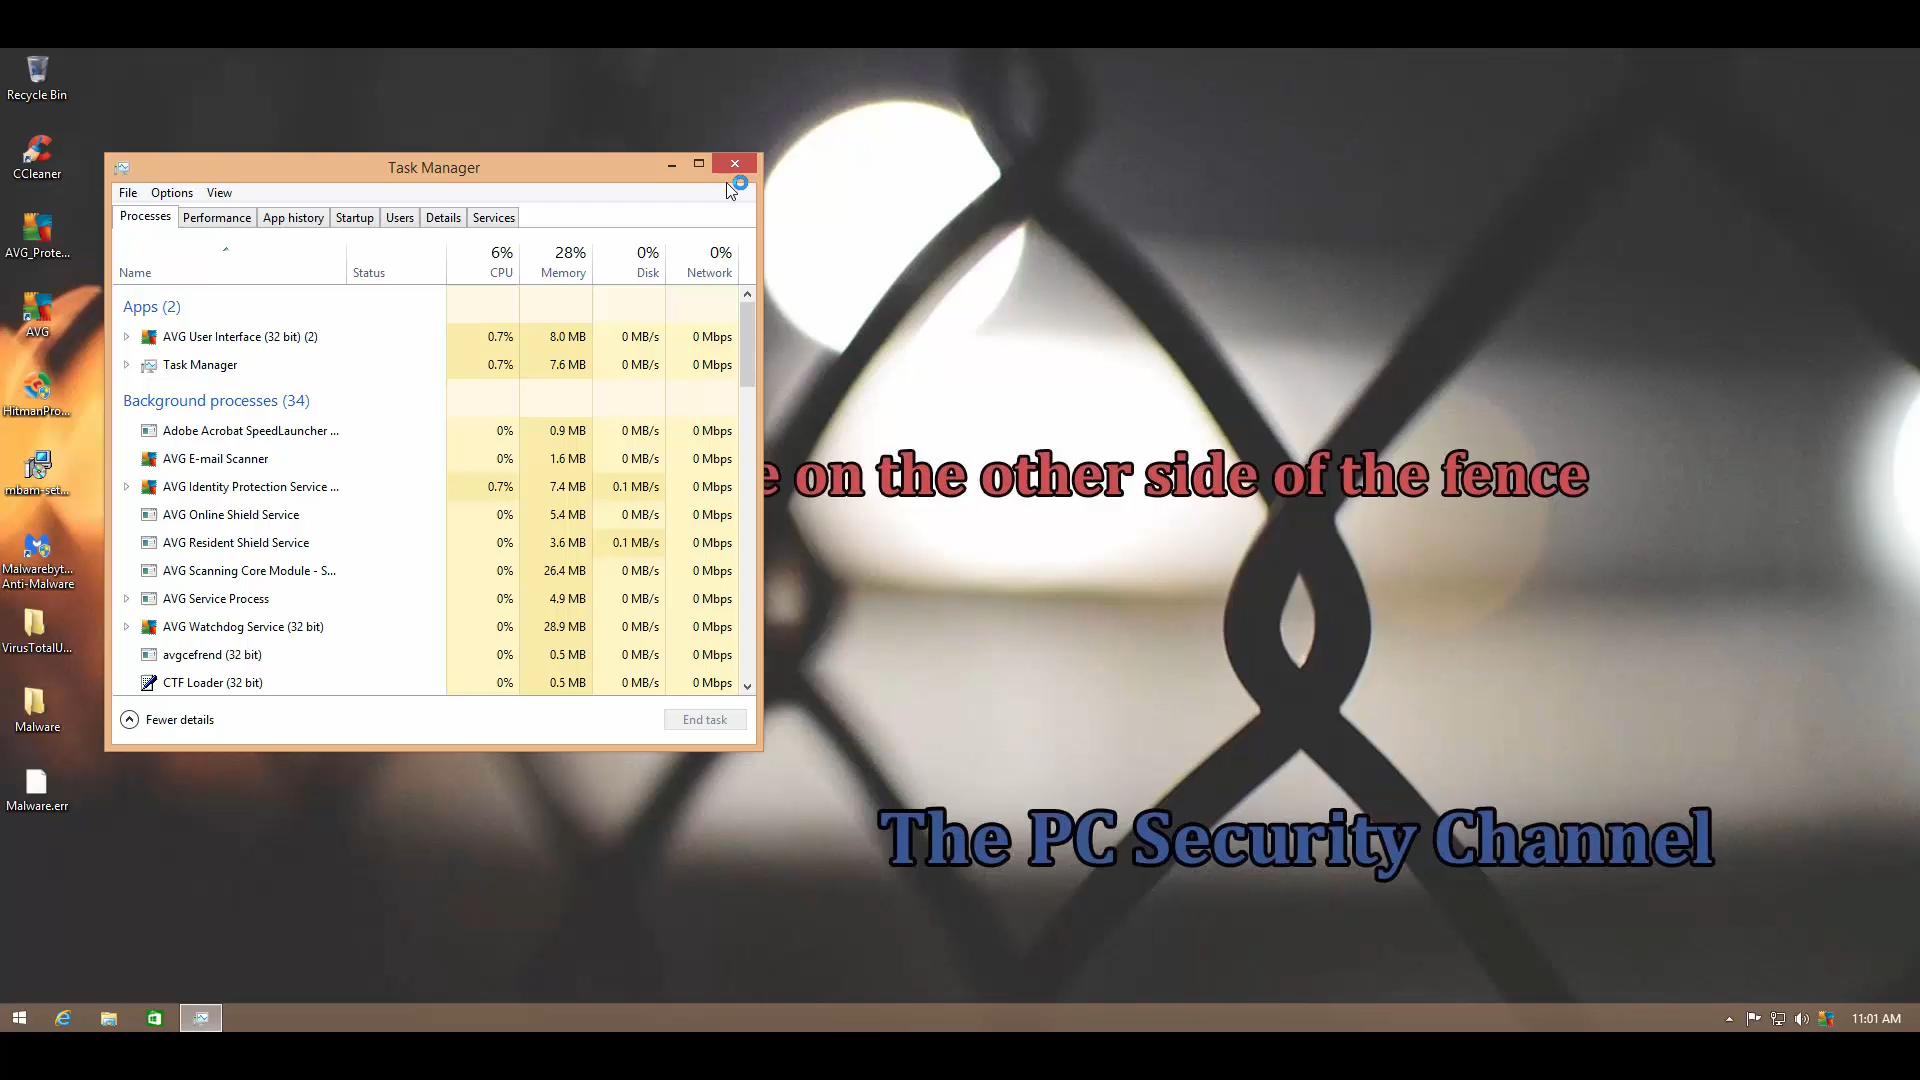 Recycle Bin
CCleaner
AVG_Prote...
AVG
HitmanPro...
mbam-set...
Malwarebyt...
Anti-Malware
VirusTotalU...
Malware
Malware.err
Task Manager
File Options View
Processes Performance App history Startup Users Details Services
6% 28% 0% 0%
Name Status CPU Memory Disk Network
Apps (2)
AVG User Interface (32 bit) (2) 0.7% 8.0 MB 0 MB/s 0 Mbps
Task Manager 0.7% 7.6 MB 0 MB/s 0 Mbps
Background processes (34)
Adobe Acrobat SpeedLauncher ... 0% 0.9 MB 0 MB/s 0 Mbps
AVG E-mail Scanner 0% 1.6 MB 0 MB/s 0 Mbps
AVG Identity Protection Service ... 0.7% 7.4 MB 0.1 MB/s 0 Mbps
AVG Online Shield Service 0% 5.4 MB 0 MB/s 0 Mbps
AVG Resident Shield Service 0% 3.6 MB 0.1 MB/s 0 Mbps
AVG Scanning Core Module - S... 0% 26.4 MB 0 MB/s 0 Mbps
AVG Service Process 0% 4.9 MB 0 MB/s 0 Mbps
AVG Watchdog Service (32 bit) 0% 28.9 MB 0 MB/s 0 Mbps
avgcefrend (32 bit) 0% 0.5 MB 0 MB/s 0 Mbps
CTF Loader (32 bit) 0% 0.5 MB 0 MB/s 0 Mbps
Fewer details End task
e on the other side of the fence
The PC Security Channel
11:01 AM